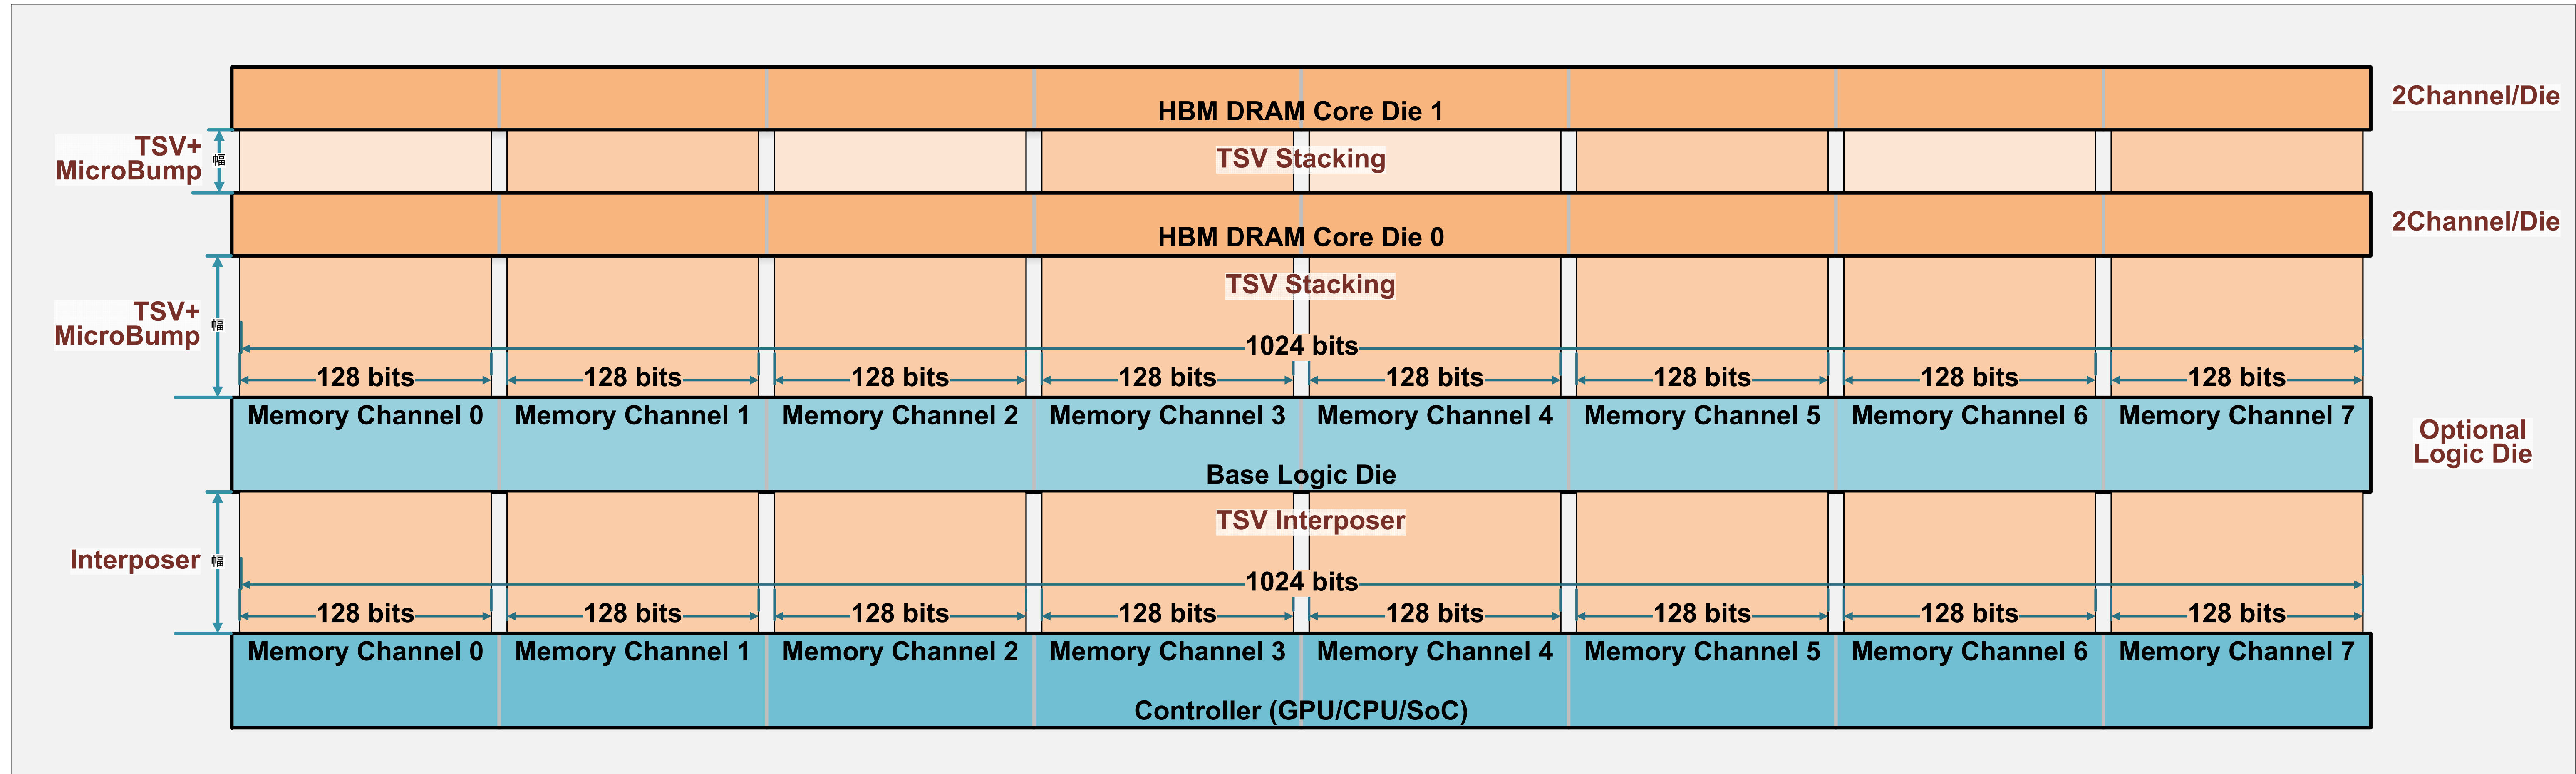 HBM DRAM Core Die 1
2Channel/Die
TSV+
MicroBump
幅
TSV Stacking
HBM DRAM Core Die 0
2Channel/Die
TSV Stacking
TSV+
MicroBump
幅
1024 bits
128 bits 128 bits 128 bits 128 bits 128 bits 128 bits 128 bits 128 bits
Memory Channel 0 Memory Channel 1 Memory Channel 2 Memory Channel 3 Memory Channel 4 Memory Channel 5 Memory Channel 6 Memory Channel 7
Optional
Logic Die
Base Logic Die
TSV Interposer
Interposer
幅
1024 bits
128 bits 128 bits 128 bits 128 bits 128 bits 128 bits 128 bits 128 bits
Memory Channel 0 Memory Channel 1 Memory Channel 2 Memory Channel 3 Memory Channel 4 Memory Channel 5 Memory Channel 6 Memory Channel 7
Controller (GPU/CPU/SoC)